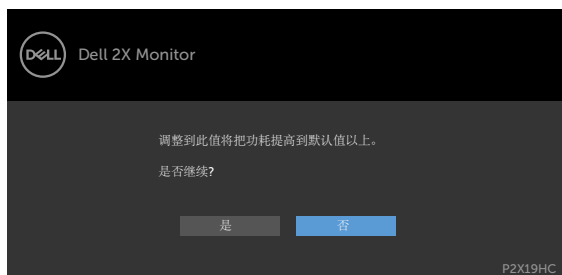 DELL
Dell 2X Monitor
调整到此值将把功耗提高到默认值以上。
是否继续?
是
否
P2X19HC